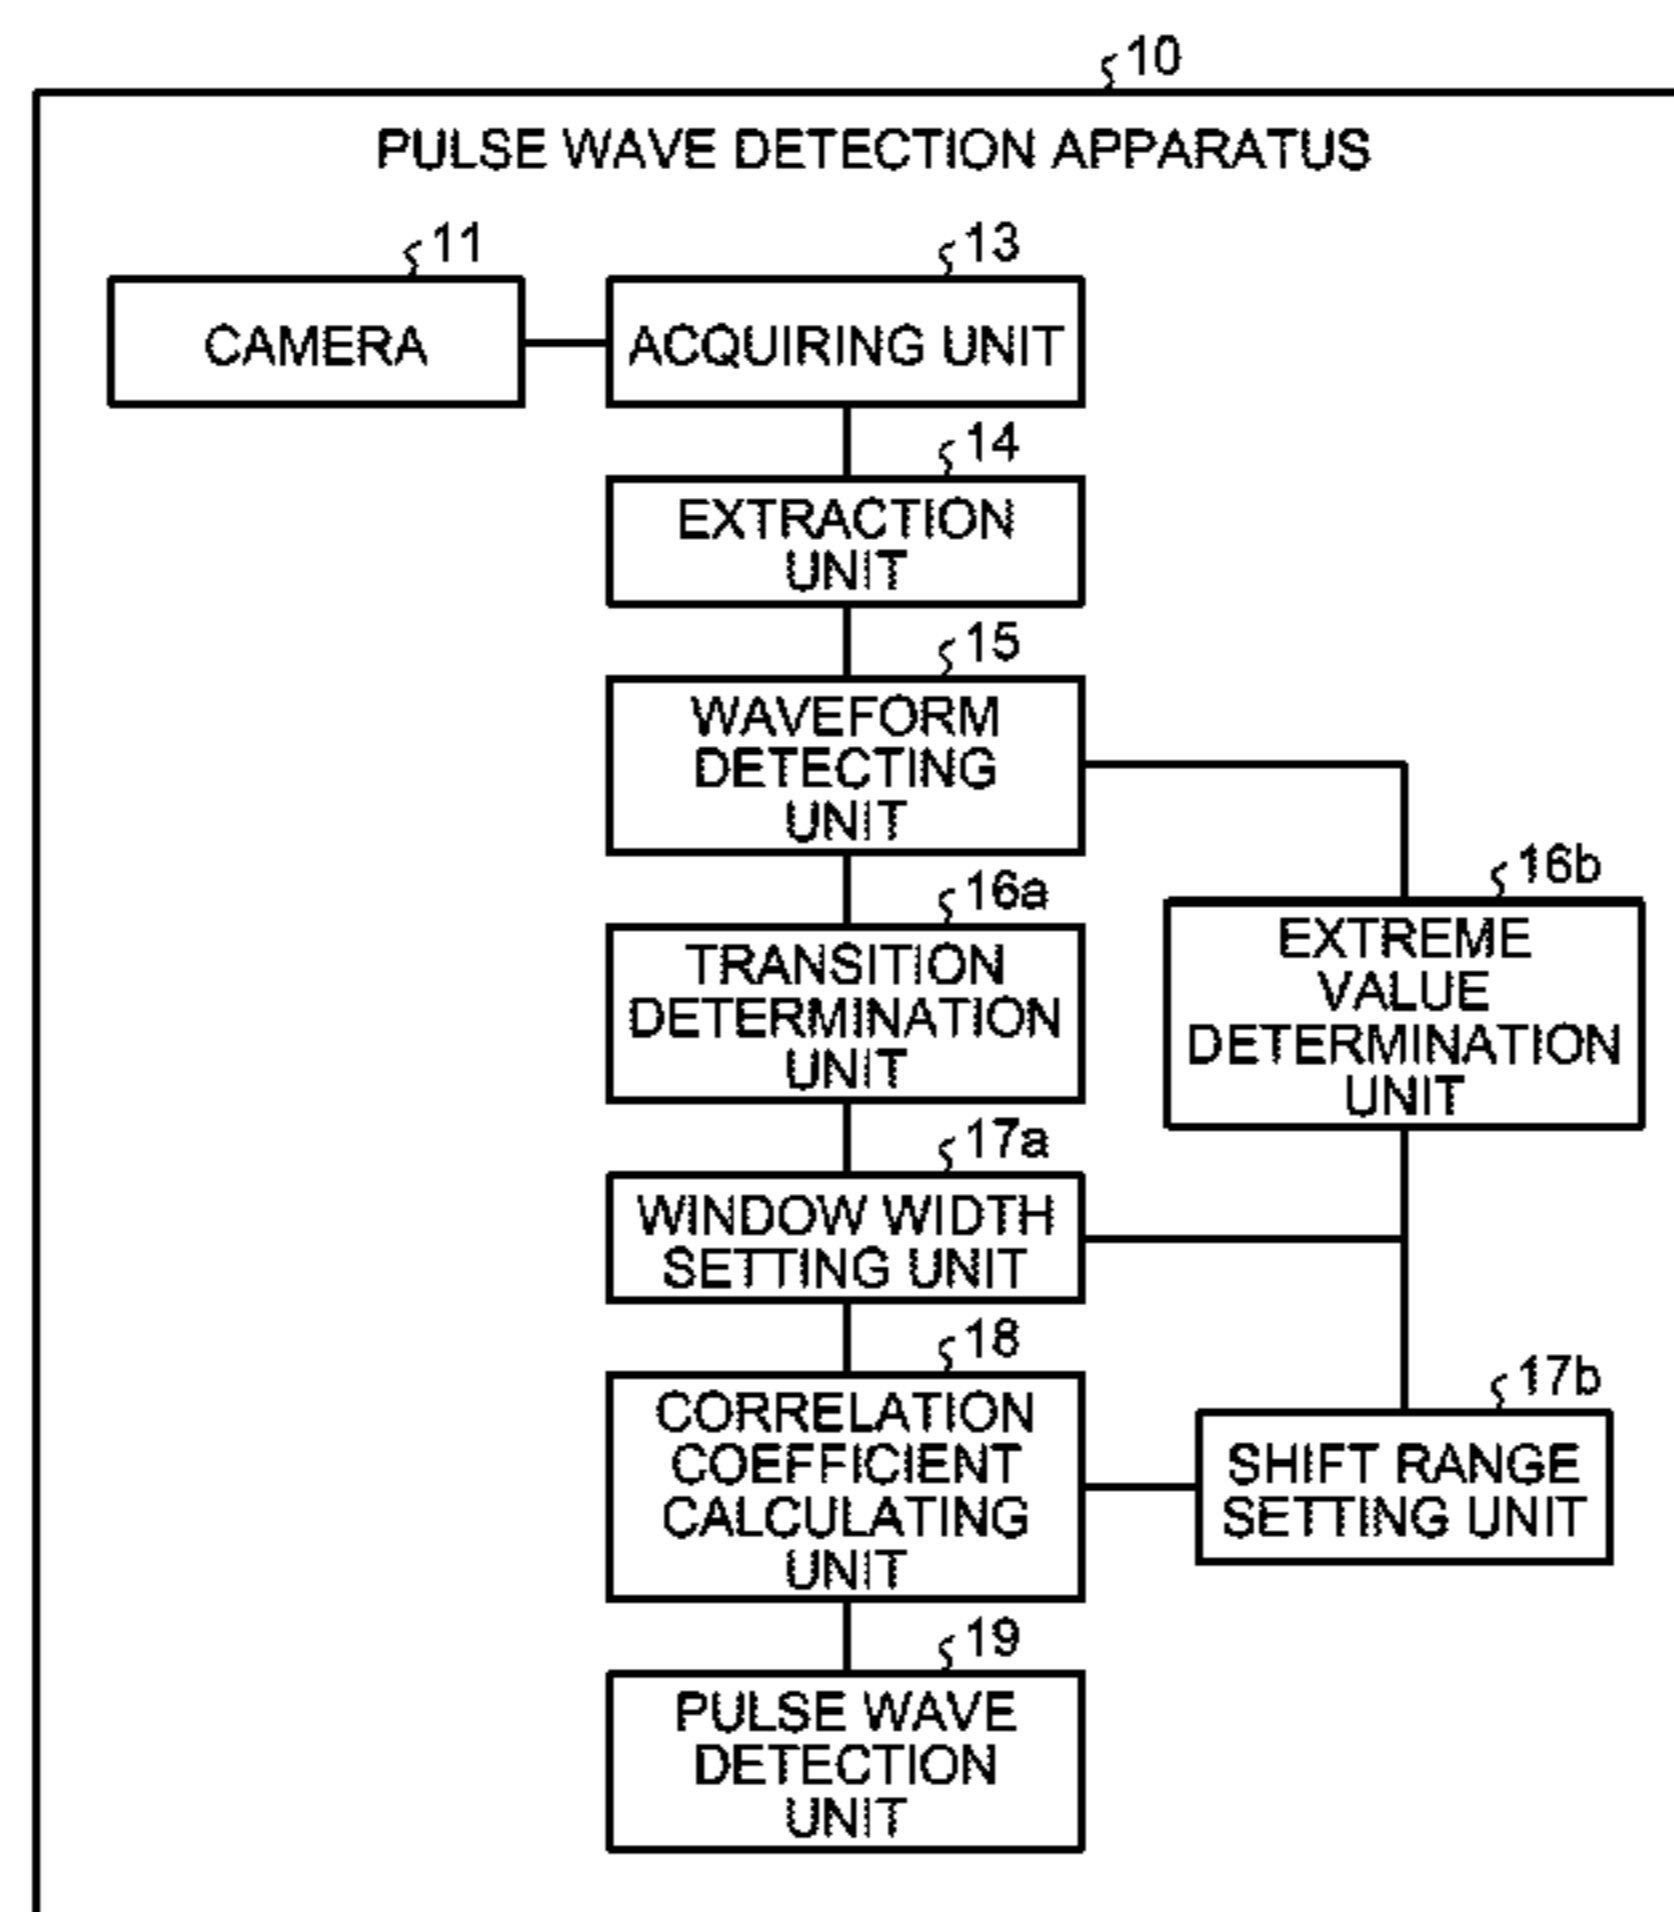 10
PULSE WAVE DETECTION APPARATUS
11
CAMERA
13
ACQUIRING UNIT
14
EXTRACTION
UNIT
15
WAVEFORM
DETECTING
UNIT
16a
TRANSITION
DETERMINATION
UNIT
16b
EXTREME
VALUE
DETERMINATION
UNIT
17a
WINDOW WIDTH
SETTING UNIT
18
CORRELATION
COEFFICIENT
CALCULATING
UNIT
17b
SHIFT RANGE
SETTING UNIT
19
PULSE WAVE
DETECTION
UNIT